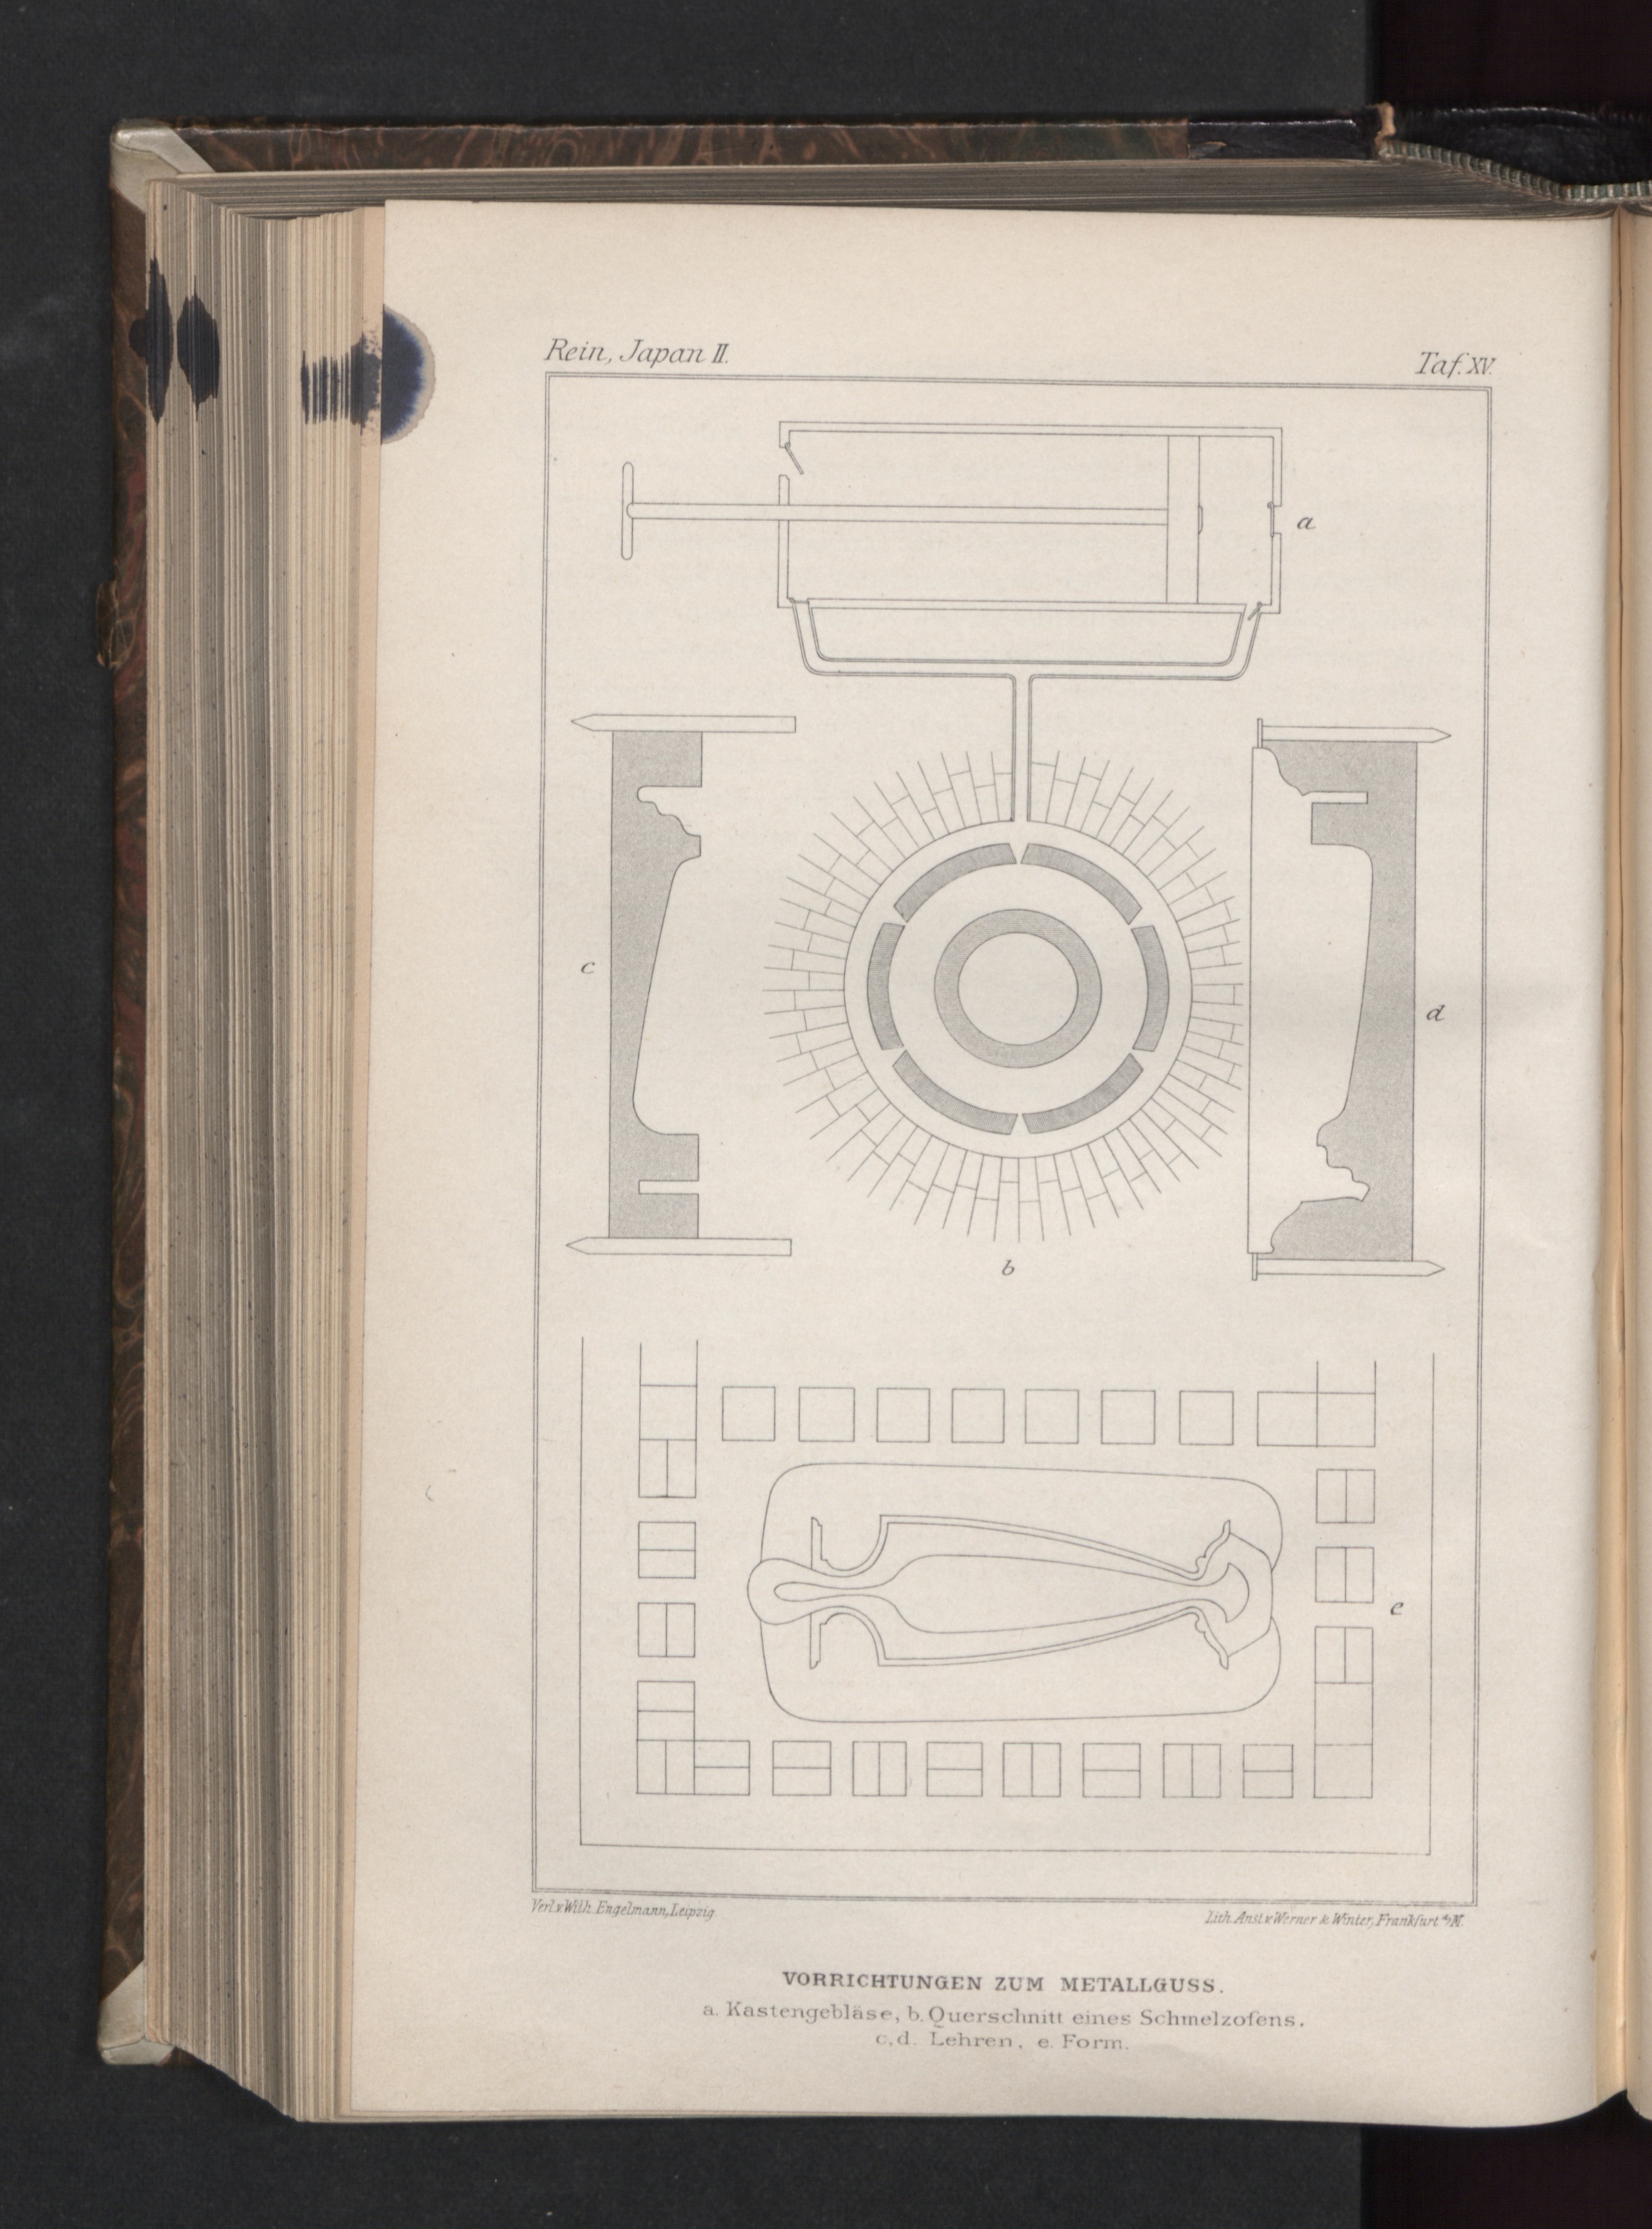 Rein, Japan II.
Taf. XV.
a
c
d
b
e
Verl. v. Wilh. Engelmann, Leipzig
Lith. Anst. v. Werner & Winter, Frankfurt a/M.
VORRICHTUNGEN ZUM METALLGUSS.
a. Kastengebläse, b. Querschnitt eines Schmelzofens,
c, d. Lehren, e. Form.